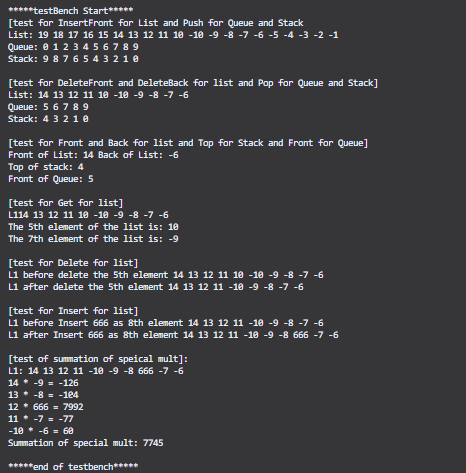 *****testBench Start*****
[test for InsertFront for List and Push for Queue and Stack
List: 19 18 17 16 15 14 13 12 11 10 -10 -9 -8 -7 -6 -5 -4 -3 -2 -1
Queue: 0 1 2 3 4 5 6 7 8 9
Stack: 9 8 7 6 5 4 3 2 1 0
[test for DeleteFront and DeleteBack for list and Pop for Queue and Stack]
List: 14 13 12 11 10 -10 -9 -8 -7 -6
Queue: 5 6 7 8 9
Stack: 4 3 2 1 0
[test for Front and Back for list and Top for Stack and Front for Queue]
Front of List: 14 Back of List: -6
Top of stack: 4
Front of Queue: 5
[test for Get for list]
L114 13 12 11 10 -10 -9 -8 -7 -6
The 5th element of the list is: 10
The 7th element of the list is: -9
[test for Delete for list]
L1 before delete the 5th element 14 13 12 11 10 -10 -9 -8 -7 -6
L1 after delete the 5th element 14 13 12 11 -10 -9 -8 -7 -6
[test for Insert for list]
L1 before Insert 666 as 8th element 14 13 12 11 -10 -9 -8 -7 -6
L1 after Insert 666 as 8th element 14 13 12 11 -10 -9 -8 666 -7 -6
[test of summation of speical mult]:
L1: 14 13 12 11 -10 -9 -8 666 -7 -6
14 * -9 = -126
13 * -8 = -104
12 * 666 = 7992
11 * -7 = -77
-10 * -6 = 60
Summation of special mult: 7745
*****end of testbench*****